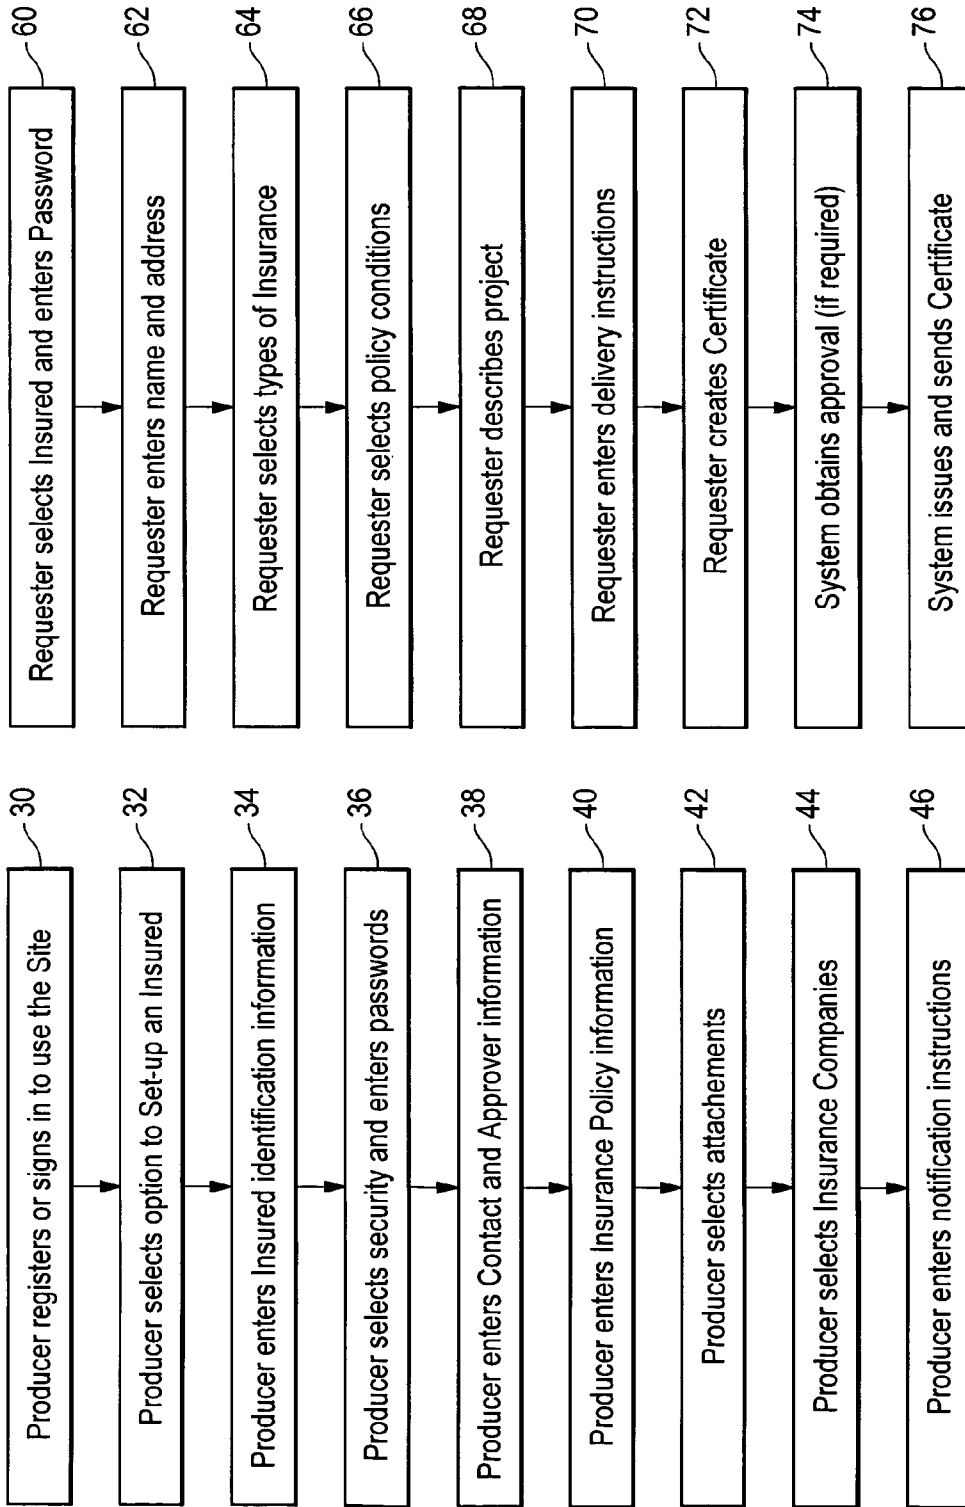 30
Producer registers or signs in to use the Site
32
Producer selects option to Set-up an Insured
34
Producer enters Insured identification information
36
Producer selects security and enters passwords
38
Producer enters Contact and Approver information
40
Producer enters Insurance Policy information
42
Producer selects attachements
44
Producer selects Insurance Companies
46
Producer enters notification instructions
60
Requester selects Insured and enters Password
62
Requester enters name and address
64
Requester selects types of Insurance
66
Requester selects policy conditions
68
Requester describes project
70
Requester enters delivery instructions
72
Requester creates Certificate
74
System obtains approval (if required)
76
System issues and sends Certificate